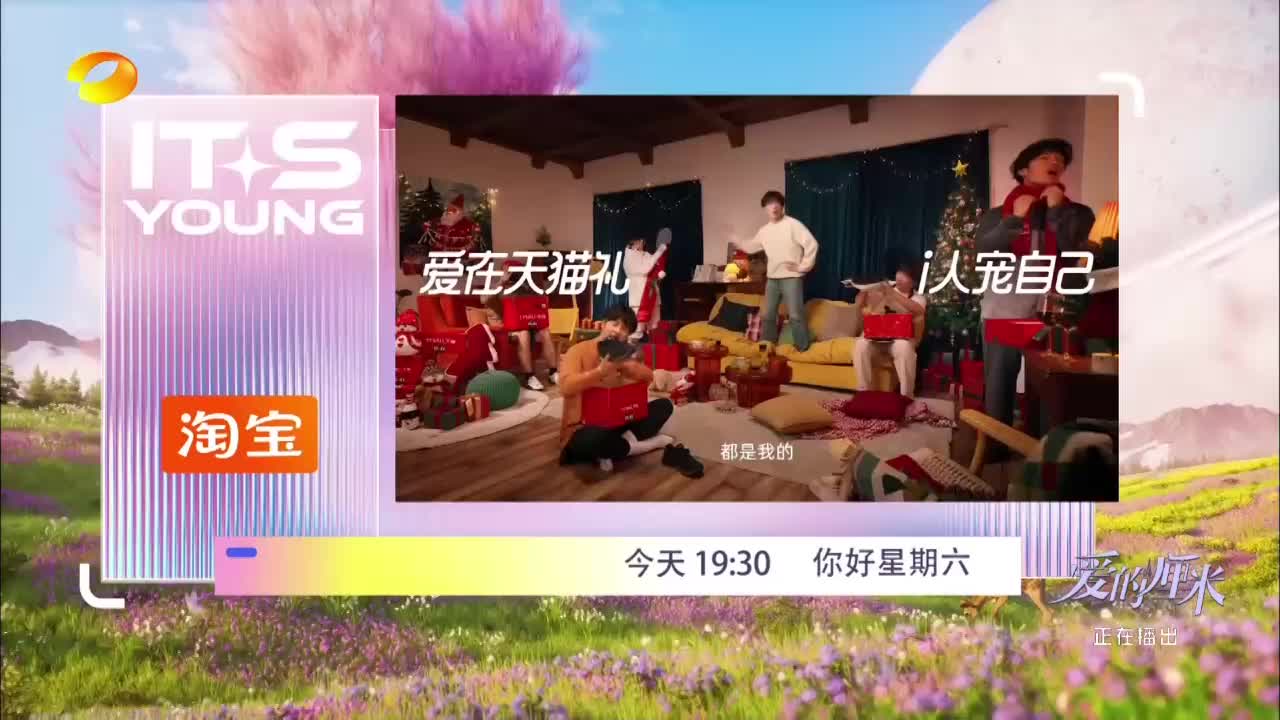 IT'S
YOUNG
淘宝
爱在天猫礼
i人宠自己
都是我的
今天 19:30 你好星期六
爱的厘米
正在播出